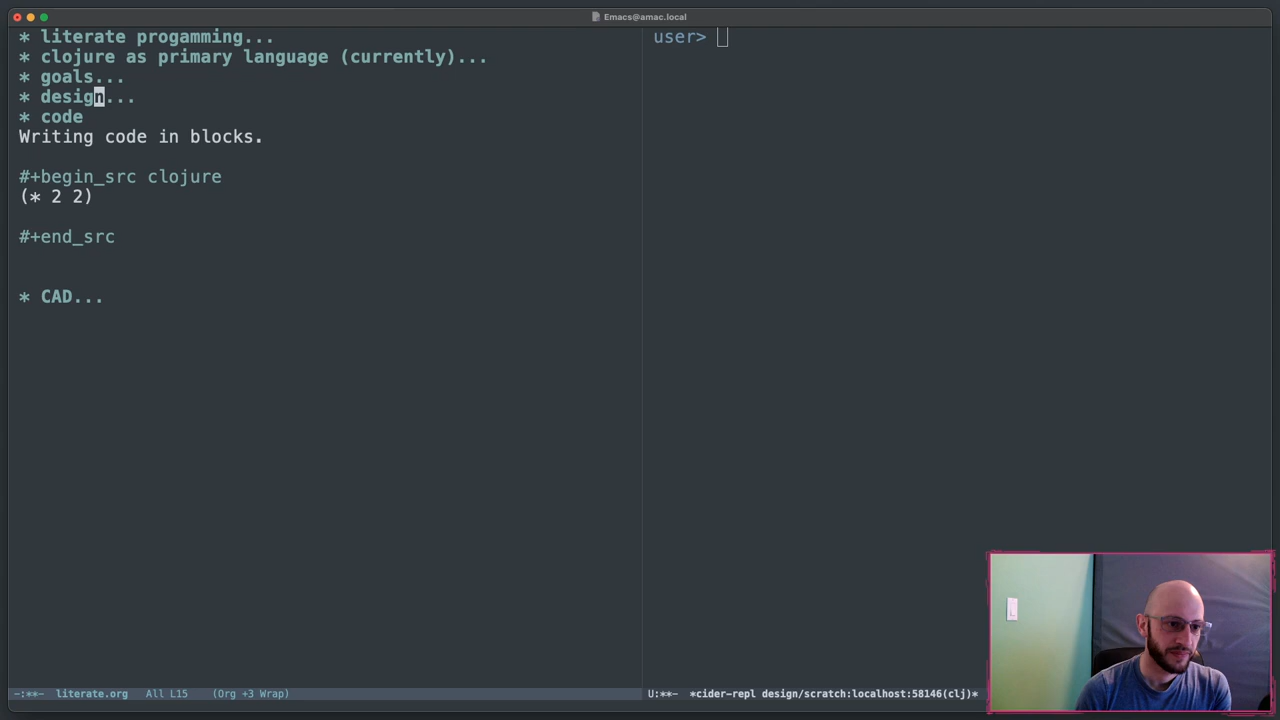 Emacs@amac.local
* literate progamming...
* clojure as primary language (currently)...
* goals...
* design...
* code
Writing code in blocks.
#+begin_src clojure
(* 2 2)
#+end_src
* CAD...
-:**- literate.org All L15 (Org +3 Wrap)
user>
U:**- *cider-repl design/scratch:localhost:58146(clj)*